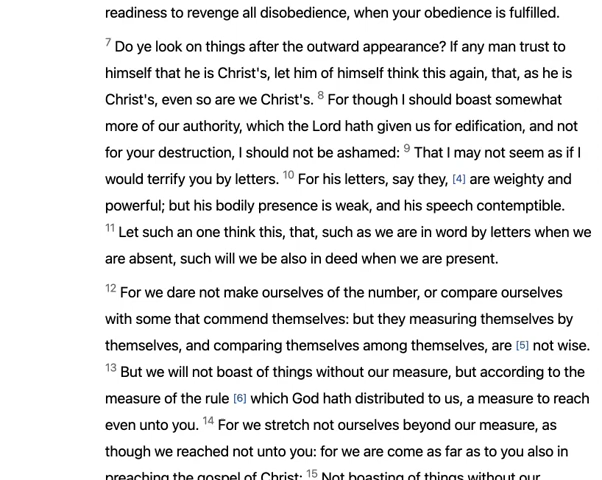 readiness to revenge all disobedience, when your obedience is fulfilled.
7 Do ye look on things after the outward appearance? If any man trust to
himself that he is Christ's, let him of himself think this again, that, as he is
Christ's, even so are we Christ's. 8 For though I should boast somewhat
more of our authority, which the Lord hath given us for edification, and not
for your destruction, I should not be ashamed: 9 That I may not seem as if I
would terrify you by letters. 10 For his letters, say they, [4] are weighty and
powerful; but his bodily presence is weak, and his speech contemptible.
11 Let such an one think this, that, such as we are in word by letters when we
are absent, such will we be also in deed when we are present.
12 For we dare not make ourselves of the number, or compare ourselves
with some that commend themselves: but they measuring themselves by
themselves, and comparing themselves among themselves, are [5] not wise.
13 But we will not boast of things without our measure, but according to the
measure of the rule [6] which God hath distributed to us, a measure to reach
even unto you. 14 For we stretch not ourselves beyond our measure, as
though we reached not unto you: for we are come as far as to you also in
preaching the gospel of Christ: 15 Not boasting of things without our